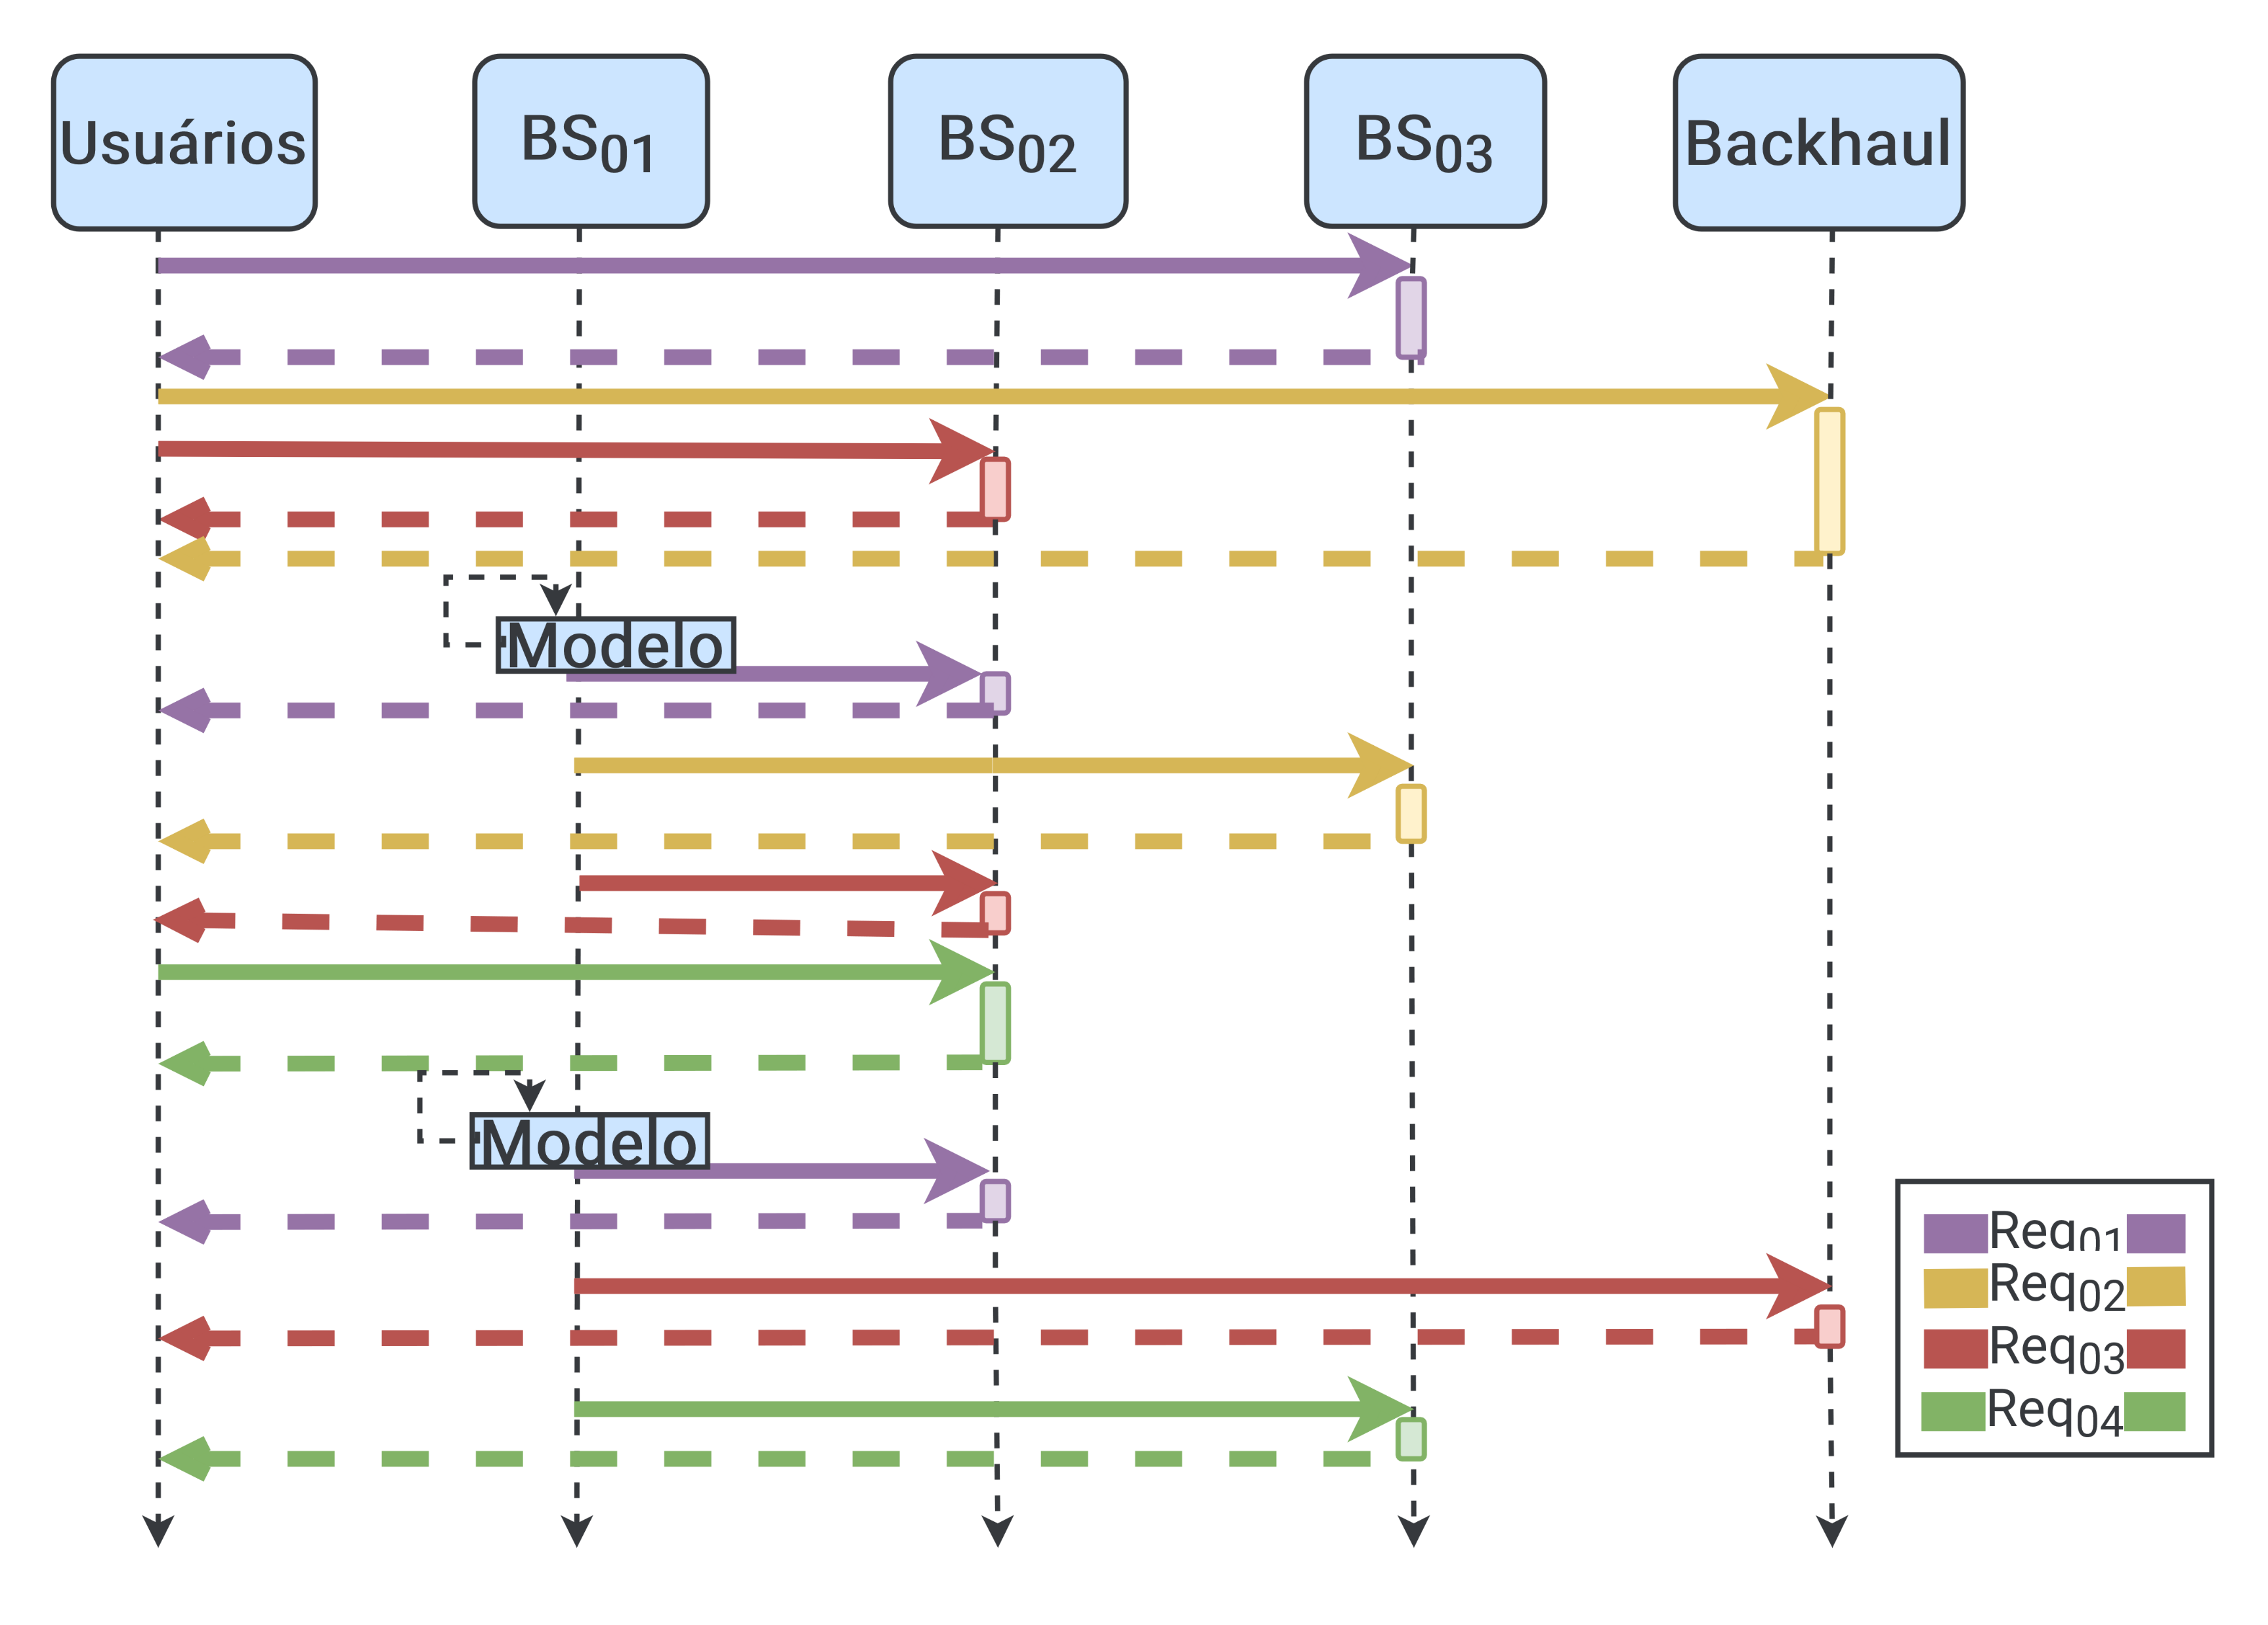 Usuários
BS01
BS02
BS03
Backhaul
Modelo
Modelo
Req01
Req02
Req03
Req04